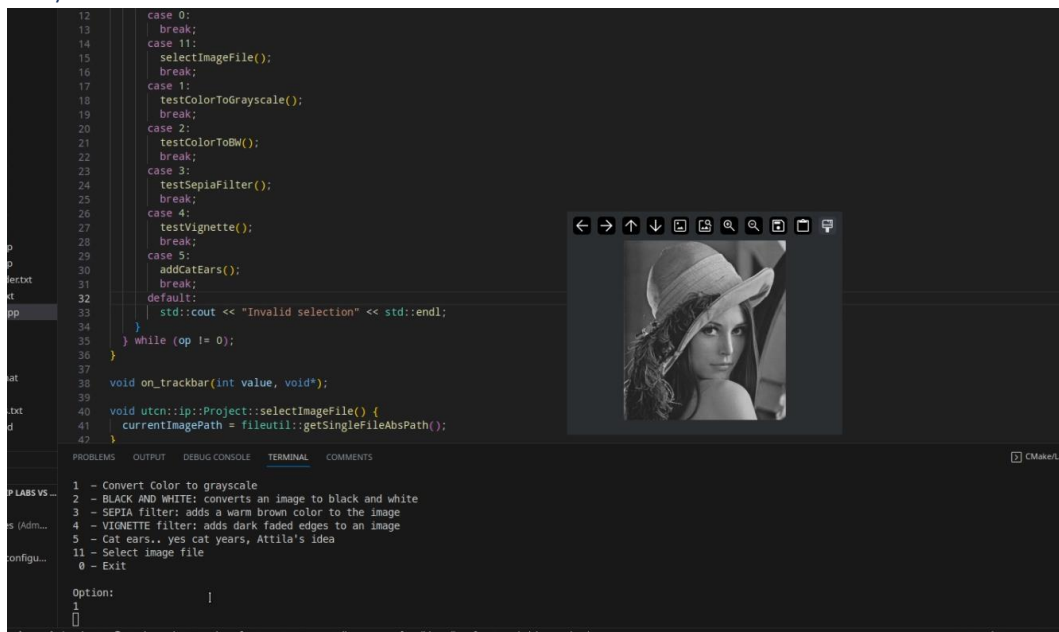 12 case 0:
13 break;
14 case 11:
15 selectImageFile();
16 break;
17 case 1:
18 testColorToGrayscale();
19 break;
20 case 2:
21 testColorToBW();
22 break;
23 case 3:
24 testSepiaFilter();
25 break;
26 case 4:
27 testVignette();
28 break;
29 case 5:
30 addCatEars();
31 break;
32 default:
33 std::cout << "Invalid selection" << std::endl;
34 }
35 } while (op != 0);
36 }
37
38 void on_trackbar(int value, void*);
39
40 void utcn::ip::Project::selectImageFile() {
41 currentImagePath = fileutil::getSingleFileAbsPath();
42 }
p
p
ler.txt
xt
pp
nat
s.txt
d
P LABS VS ...
s (Adm...
configu...
PROBLEMS OUTPUT DEBUG CONSOLE TERMINAL COMMENTS
CMake/L
1 - Convert Color to grayscale
2 - BLACK AND WHITE: converts an image to black and white
3 - SEPIA filter: adds a warm brown color to the image
4 - VIGNETTE filter: adds dark faded edges to an image
5 - Cat ears.. yes cat years, Attila's idea
11 - Select image file
0 - Exit
Option:
1